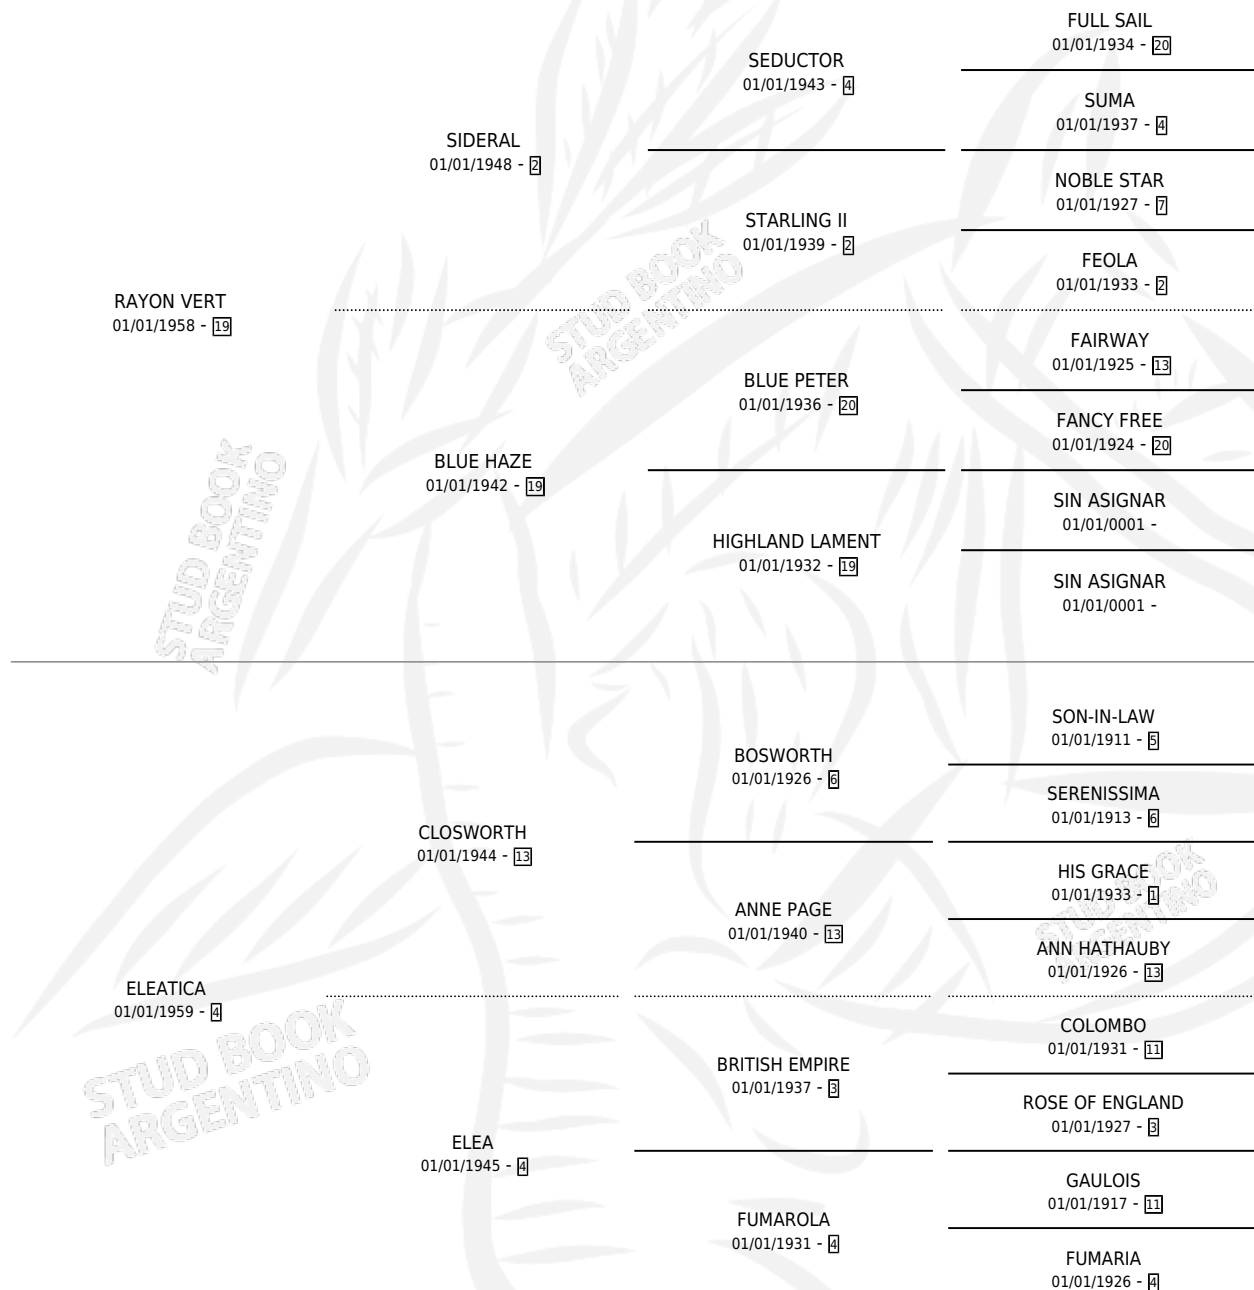 FULL SAIL
01/01/1934 - 20
SEDUCTOR
01/01/1943 - 4
SUMA
01/01/1937 - 4
SIDERAL
01/01/1948 - 2
NOBLE STAR
01/01/1927 - 7
STARLING II
01/01/1939 - 2
FEOLA
01/01/1933 - 2
RAYON VERT
01/01/1958 - 19
FAIRWAY
01/01/1925 - 13
BLUE PETER
01/01/1936 - 20
FANCY FREE
01/01/1924 - 20
BLUE HAZE
01/01/1942 - 19
SIN ASIGNAR
01/01/0001 -
HIGHLAND LAMENT
01/01/1932 - 19
SIN ASIGNAR
01/01/0001 -
SON-IN-LAW
01/01/1911 - 5
BOSWORTH
01/01/1926 - 6
SERENISSIMA
01/01/1913 - 6
CLOSWORTH
01/01/1944 - 13
HIS GRACE
01/01/1933 - 1
ANNE PAGE
01/01/1940 - 13
ANN HATHAUBY
01/01/1926 - 13
ELEATICA
01/01/1959 - 4
COLOMBO
01/01/1931 - 11
BRITISH EMPIRE
01/01/1937 - 3
ROSE OF ENGLAND
01/01/1927 - 3
ELEA
01/01/1945 - 4
GAULOIS
01/01/1917 - 11
FUMAROLA
01/01/1931 - 4
FUMARIA
01/01/1926 - 4
STUD BOOK
ARGENTINO
STUD BOOK
ARGENTINO
STUD BOOK
ARGENTINO
STUD BOOK
ARGENTINO